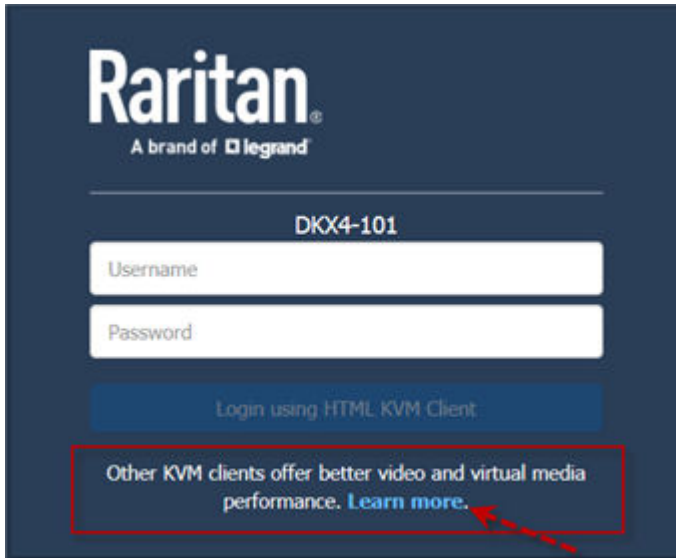 Raritan®
A brand of legrand®
DKX4-101
Username
Password
Login using HTML KVM Client
Other KVM clients offer better video and virtual media
performance. Learn more.